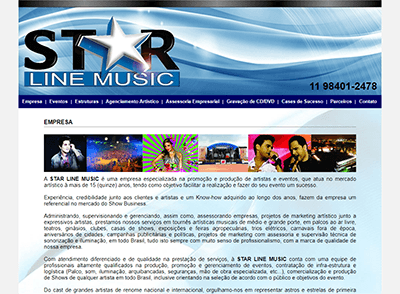 STAR
LINE MUSIC
11 98401-2478
Empresa | Eventos | Estruturas | Agenciamento Artístico | Assessoria Empresarial | Gravação de CD/DVD | Cases de Sucesso | Parceiros | Contato
EMPRESA
A STAR LINE MUSIC é uma empresa especializada na promoção e produção de artistas e eventos, que atua no mercado
artístico à mais de 15 (quinze) anos, tendo como objetivo facilitar a realização e fazer do seu evento um sucesso.
Experiência, credibilidade junto aos clientes e artistas e um Know-how adquirido ao longo dos anos, fazem da empresa um
referencial no mercado do Show Business.
Administrando, supervisionando e gerenciando, assim como, assessorando empresas, projetos de marketing artístico junto a
expressivos artistas, prestamos nossos serviços em tournês artísticas musicas de médio e grande porte, em palcos ao ar livre,
teatros, ginásios, clubes, casas de shows, exposições e feiras agropecuárias, trios elétricos, carnavais fora de época,
aniversários de cidades, campanhas publicitárias e políticas, projetos de marketing com assessoria e supervisão técnica de
sonorização e iluminação, em todo Brasil, tudo isto sempre com muito senso de profissionalismo, com a marca de qualidade de
nossa empresa.
Com atendimento diferenciado e de qualidade na prestação de serviços, à STAR LINE MUSIC conta com uma equipe de
profissionais altamente qualificados na produção, promoção e gerenciamento de eventos, contratação de infra-estrutura e
logística (Palco, som, iluminação, arquibancadas, seguranças, mão de obra especializada, etc...), comercialização e produção
de Shows de qualquer artista em todo Brasil, inclusive orientando na seleção de acordo com o público e objetivos do evento.
Do cast de grandes artistas de renome nacional e internacional, orgulhamo-nos em representar astros e estrelas de primeira